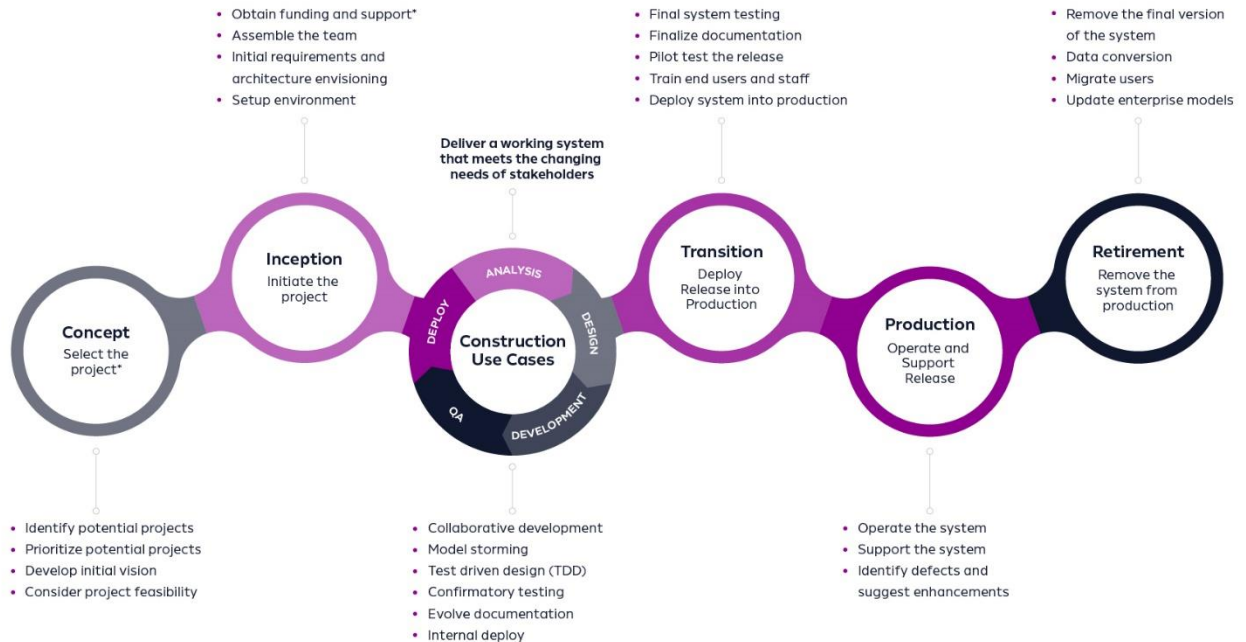 Obtain funding and support*
Assemble the team
Initial requirements and
architecture envisioning
Setup environment
Final system testing
Finalize documentation
Pilot test the release
Train end users and staff
Deploy system into production
Remove the final version
of the system
Data conversion
Migrate users
Update enterprise models
Deliver a working system
that meets the changing
needs of stakeholders
Concept
Select the
project*
Inception
Initiate the
project
ANALYSIS
DESIGN
DEVELOPMENT
QA
DEPLOY
Construction
Use Cases
Transition
Deploy
Release into
Production
Production
Operate and
Support
Release
Retirement
Remove the
system from
production
Identify potential projects
Prioritize potential projects
Develop initial vision
Consider project feasibility
Collaborative development
Model storming
Test driven design (TDD)
Confirmatory testing
Evolve documentation
Internal deploy
Operate the system
Support the system
Identify defects and
suggest enhancements